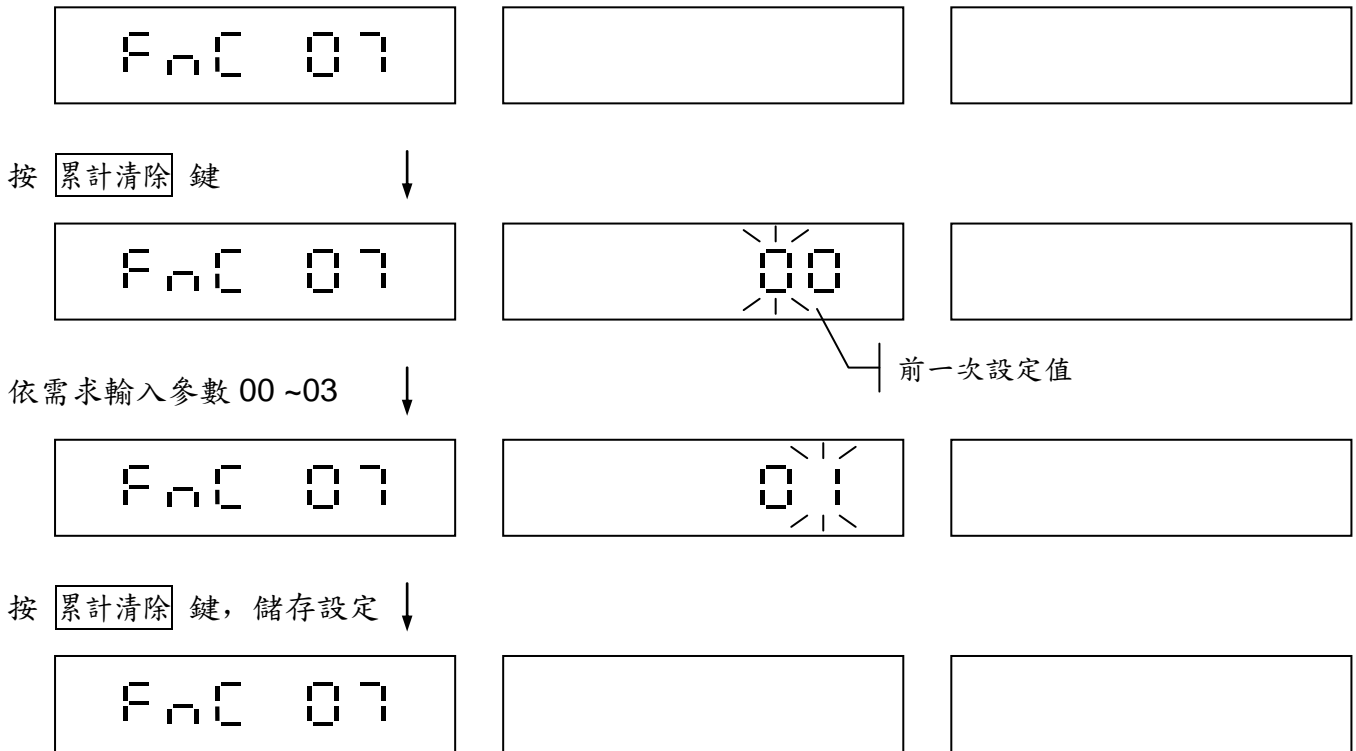 FnC 07
按 累計清除 鍵
FnC 07 00
前一次設定值
依需求輸入參數 00 ~03
FnC 07 01
按 累計清除 鍵，儲存設定
FnC 07